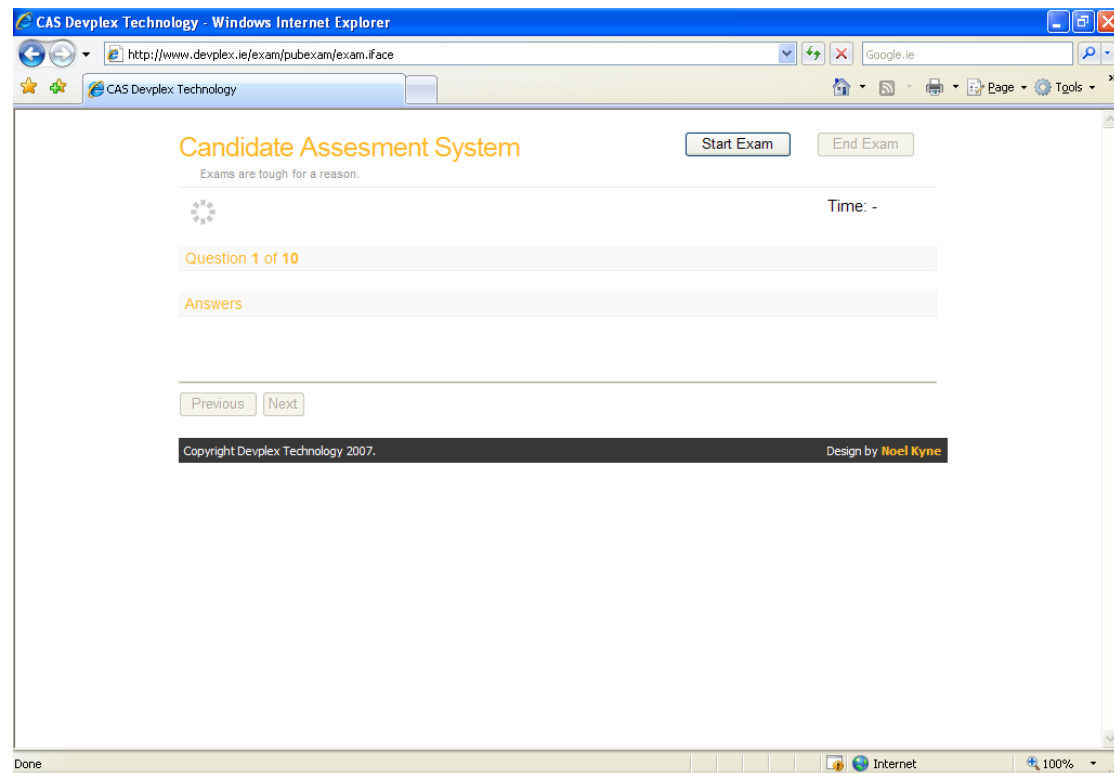 CAS Devplex Technology - Windows Internet Explorer
http://www.devplex.ie/exam/pubexam/exam.iface
Google.ie
CAS Devplex Technology
Page
Tools
»
Candidate Assesment System
Start Exam
End Exam
Exams are tough for a reason.
Time: -
Question 1 of 10
Answers
Previous
Next
Copyright Devplex Technology 2007.
Design by Noel Kyne
Done
Internet
100%